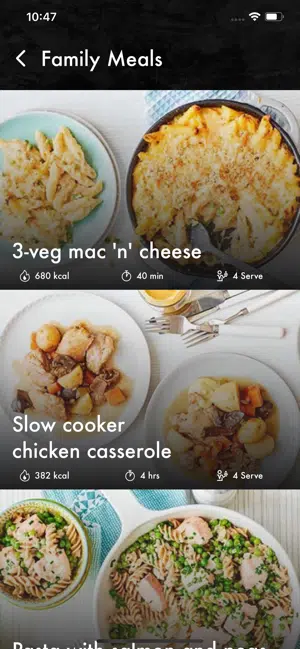 10:47
Family Meals
3-veg mac 'n' cheese
680 kcal
40 min
4 Serve
Slow cooker
chicken casserole
382 kcal
4 hrs
4 Serve
Pasta with salmon and peas